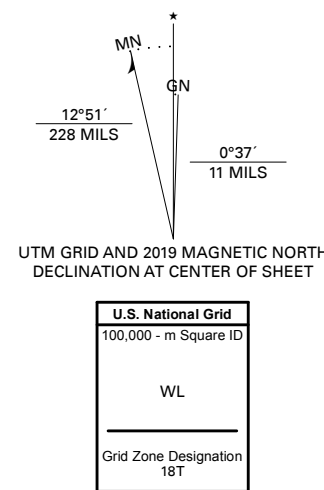 ★
MN
GN
12°51´
228 MILS
0°37´
11 MILS
UTM GRID AND 2019 MAGNETIC NORTH
DECLINATION AT CENTER OF SHEET
U.S. National Grid
100,000 - m Square ID
WL
Grid Zone Designation
18T